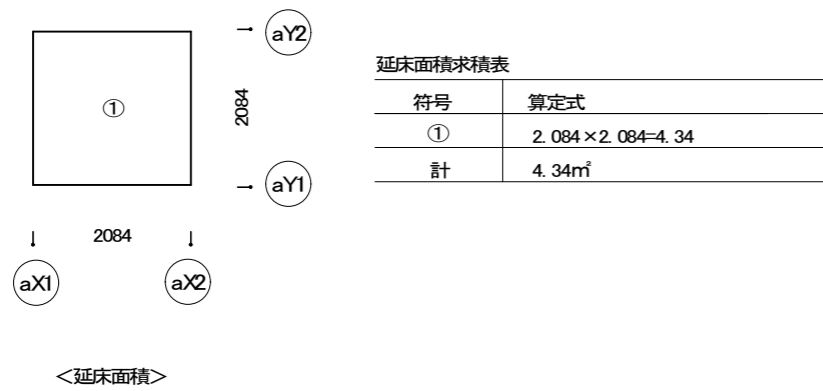 aY2
①
2084
aY1
2084
aX1
aX2
<延床面積>
延床面積求積表
符号 算定式
① 2.084×2.084=4.34
計 4.34㎡